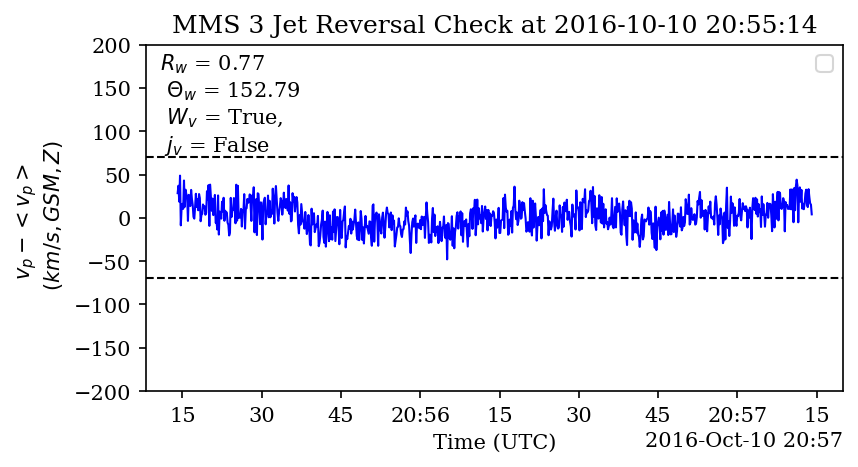 MMS 3 Jet Reversal Check at 2016-10-10 20:55:14
200
150
100
50
0
−50
−100
−150
−200
v_p − < v_p >
(km/s, GSM, Z)
R_w = 0.77
Θ_w = 152.79
W_v = True,
j_v = False
15 30 45 20:56 15 30 45 20:57 15
Time (UTC)
2016-Oct-10 20:57